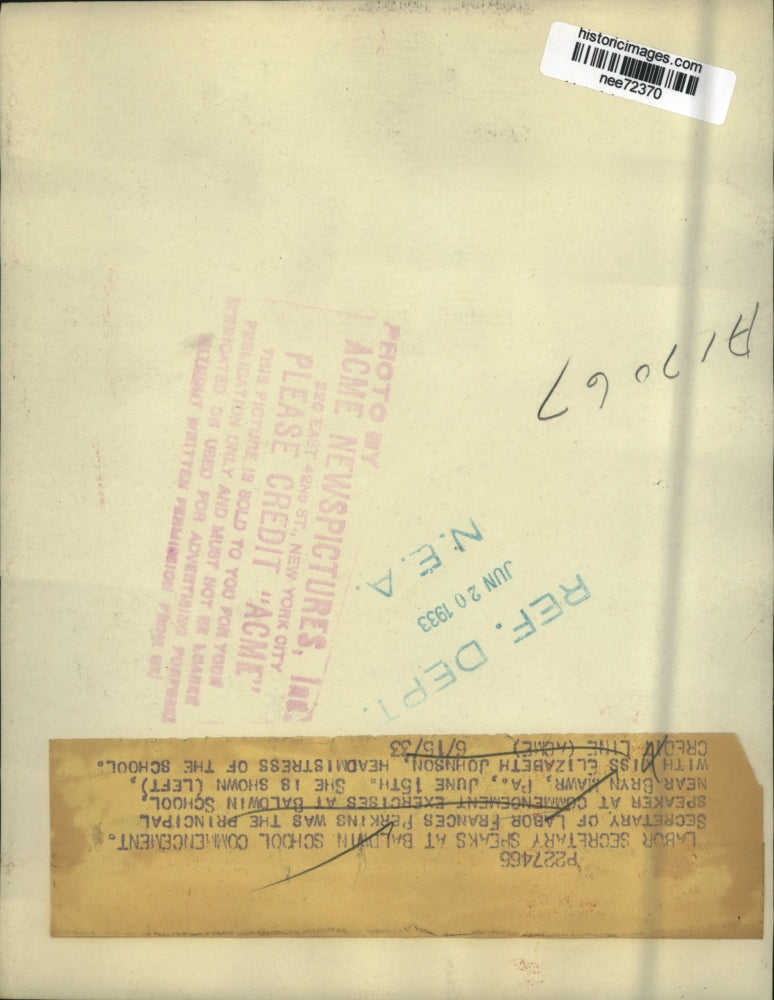 historicimages.com
nee72370
A17067
PHOTO BY
ACME NEWSPICTURES, Inc.
220 EAST 42ND ST., NEW YORK CITY
PLEASE CREDIT "ACME"
THIS PICTURE IS SOLD TO YOU FOR YOUR
PUBLICATION ONLY AND MUST NOT BE LOANED
SYNDICATED OR USED FOR ADVERTISING PURPOSES
WITHOUT WRITTEN PERMISSION FROM
REF. DEPT.
JUN 20 1933
N.E.A.
P227466
LABOR SECRETARY SPEAKS AT BALDWIN SCHOOL COMMENCEMENT.
SECRETARY OF LABOR FRANCES PERKINS WAS THE PRINCIPAL
SPEAKER AT COMMENCEMENT EXERCISES AT BALDWIN SCHOOL,
NEAR BRYN MAWR, PA., JUNE 15TH. SHE IS SHOWN (LEFT),
WITH MISS ELIZABETH JOHNSON, HEADMISTRESS OF THE SCHOOL.
CREDIT LINE (ACME) 6/15/33